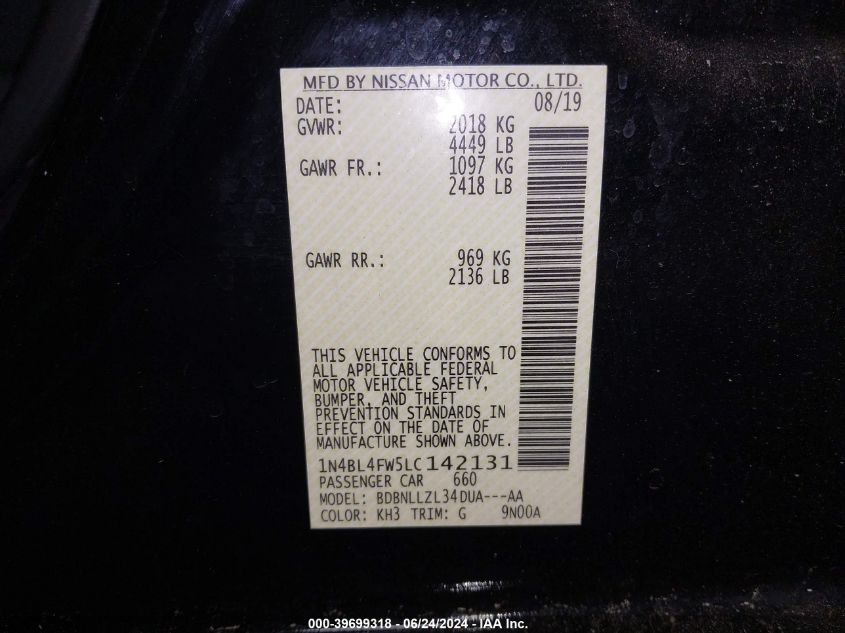 MFD BY NISSAN MOTOR CO., LTD.
DATE: 08/19
GVWR: 2018 KG
4449 LB
GAWR FR.: 1097 KG
2418 LB
GAWR RR.: 969 KG
2136 LB
THIS VEHICLE CONFORMS TO
ALL APPLICABLE FEDERAL
MOTOR VEHICLE SAFETY,
BUMPER, AND THEFT
PREVENTION STANDARDS IN
EFFECT ON THE DATE OF
MANUFACTURE SHOWN ABOVE.
1N4BL4FW5LC142131
PASSENGER CAR 660
MODEL: BDBNLLZL34DUA---AA
COLOR: KH3 TRIM: G 9N00A
000-39699318 - 06/24/2024 - IAA Inc.